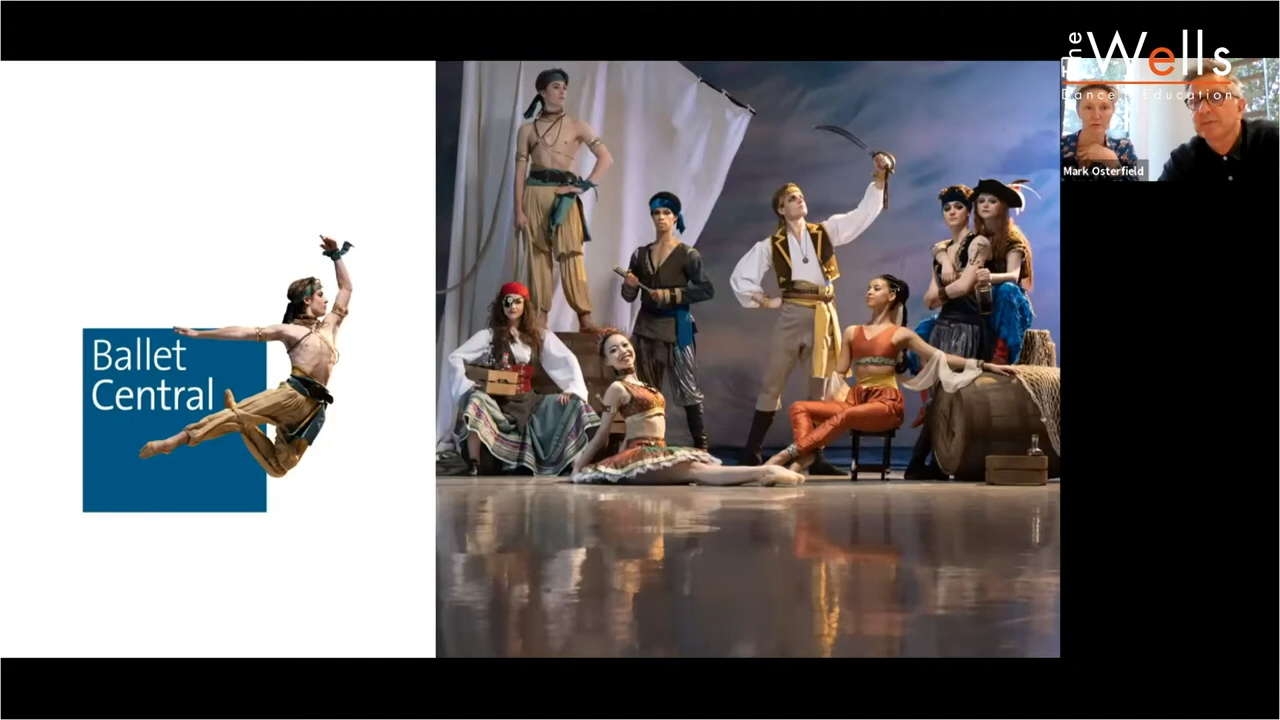 The
Wells
Dance Education
Mark Osterfield
Ballet
Central